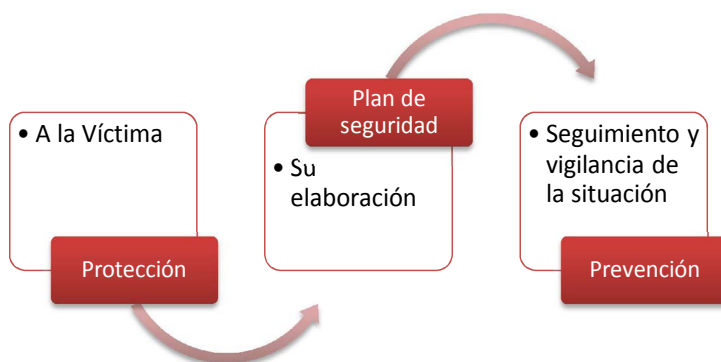 • A la Víctima
Protección
Plan de
seguridad
• Su
elaboración
• Seguimiento y
vigilancia de
la situación
Prevención